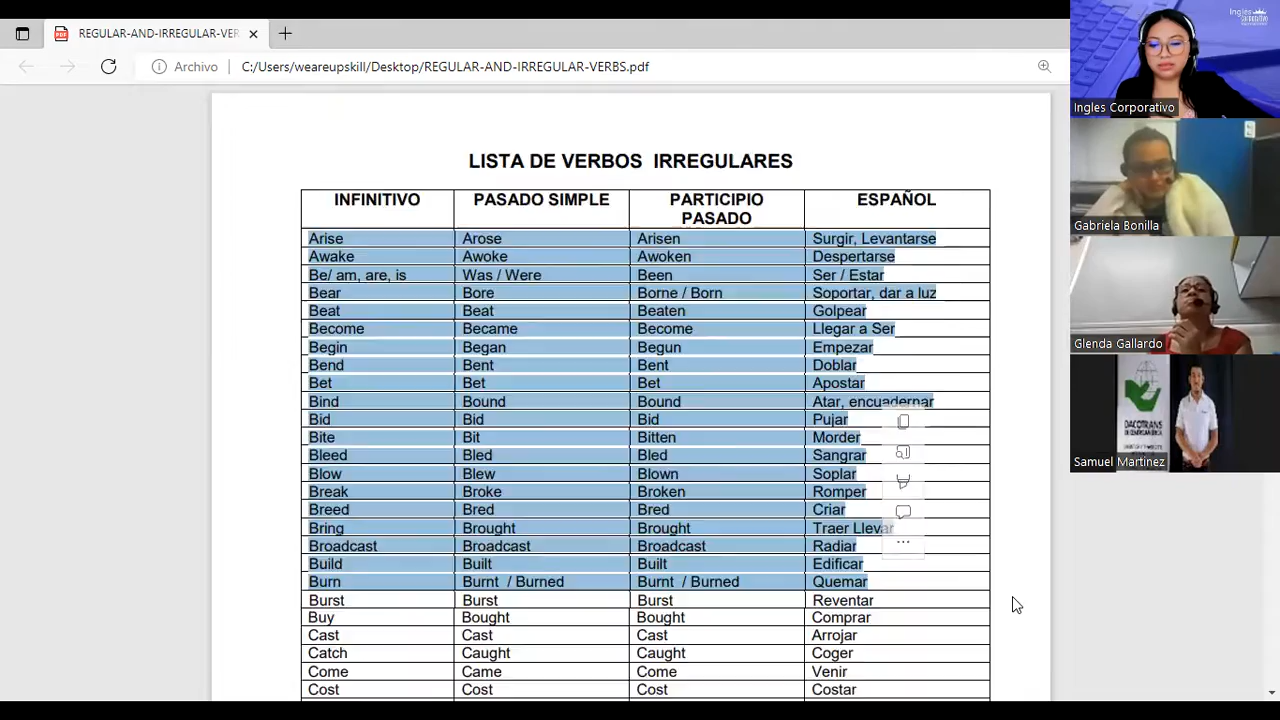 REGULAR-AND-IRREGULAR-VER
Archivo C:/Users/weareupskill/Desktop/REGULAR-AND-IRREGULAR-VERBS.pdf
LISTA DE VERBOS IRREGULARES
INFINITIVO PASADO SIMPLE PARTICIPIO PASADO ESPAÑOL
Arise Arose Arisen Surgir, Levantarse
Awake Awoke Awoken Despertarse
Be/ am, are, is Was / Were Been Ser / Estar
Bear Bore Borne / Born Soportar, dar a luz
Beat Beat Beaten Golpear
Become Became Become Llegar a Ser
Begin Began Begun Empezar
Bend Bent Bent Doblar
Bet Bet Bet Apostar
Bind Bound Bound Atar, encuadernar
Bid Bid Bid Pujar
Bite Bit Bitten Morder
Bleed Bled Bled Sangrar
Blow Blew Blown Soplar
Break Broke Broken Romper
Breed Bred Bred Criar
Bring Brought Brought Traer Llevar
Broadcast Broadcast Broadcast Radiar
Build Built Built Edificar
Burn Burnt / Burned Burnt / Burned Quemar
Burst Burst Burst Reventar
Buy Bought Bought Comprar
Cast Cast Cast Arrojar
Catch Caught Caught Coger
Come Came Come Venir
Cost Cost Cost Costar
Ingles
Corporativo
Ingles Corporativo
Gabriela Bonilla
Glenda Gallardo
DACOTRANS
Samuel Martinez